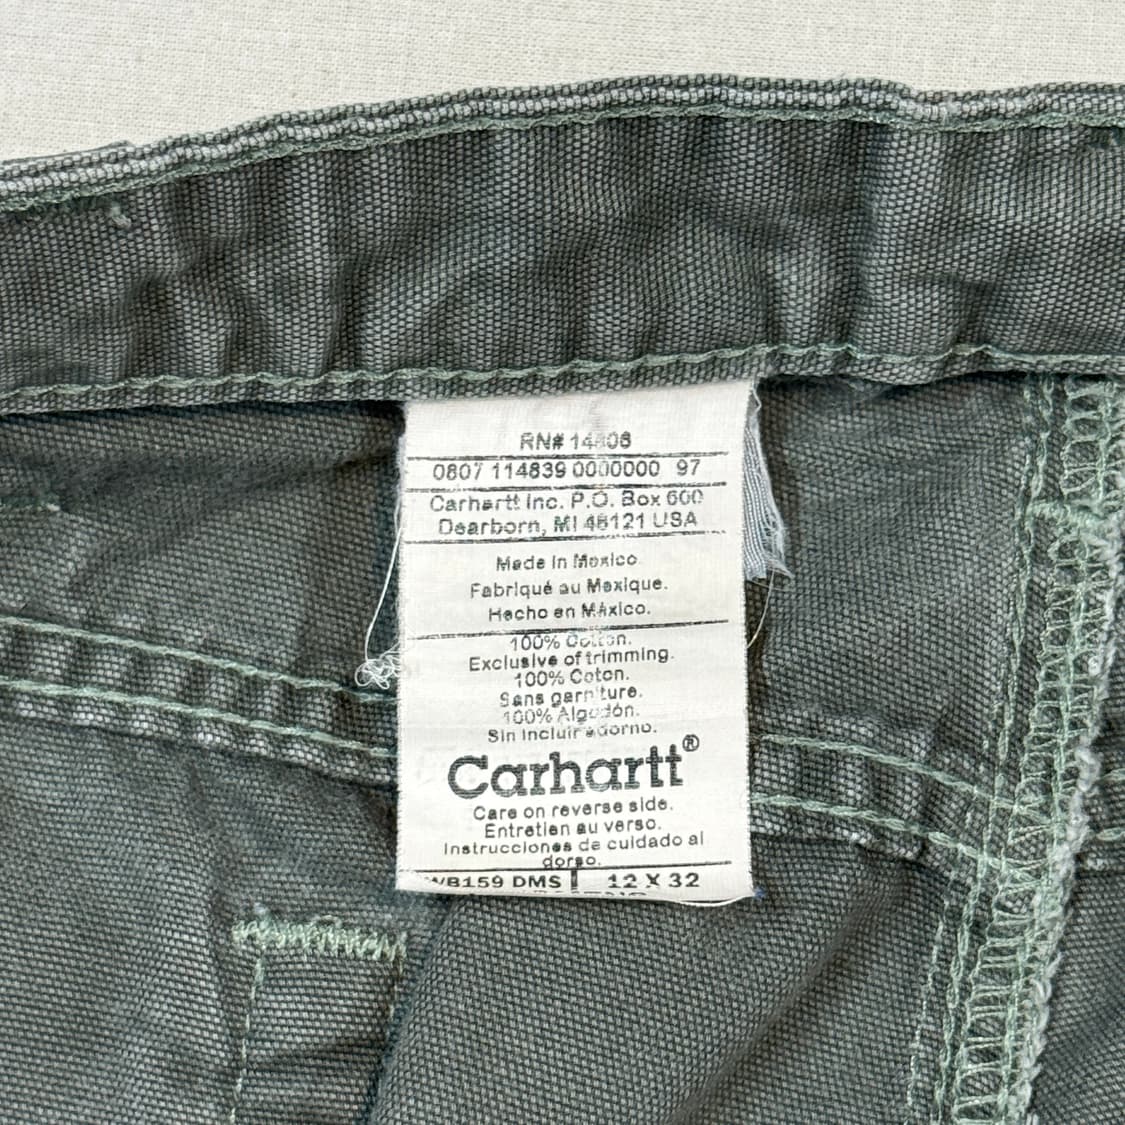 RN# 14806
0807 114839 0000000 97
Carhartt Inc. P.O. Box 600
Dearborn, MI 48121 USA
Made in Mexico
Fabriqué au Mexique.
Hecho en México.
100% Cotton.
Exclusive of trimming.
100% Coton.
Sans garniture.
100% Algodón.
Sin incluir adorno.
Carhartt®
Care on reverse side.
Entretien au verso.
Instrucciones de cuidado al
dorso.
WB159 DMS 12 X 32